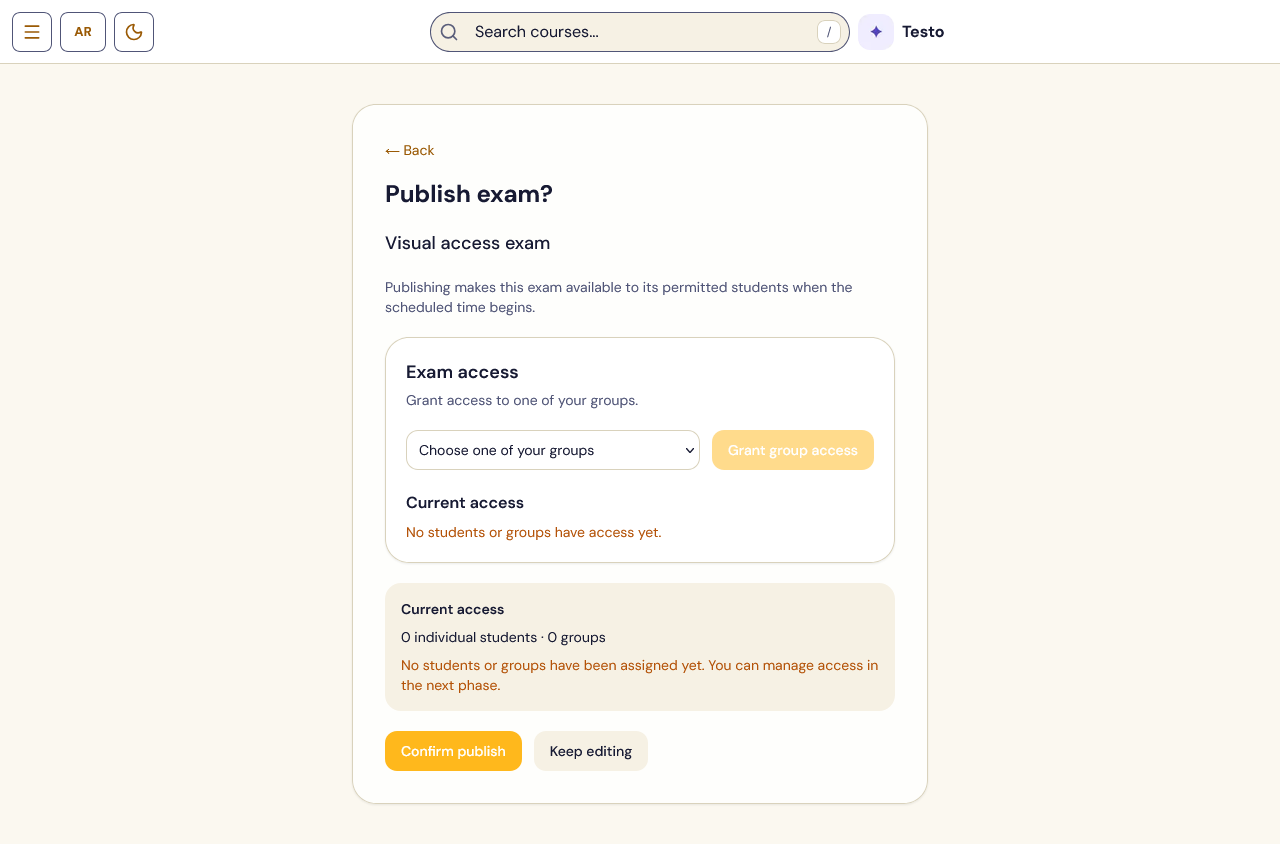 AR
Search courses...
/
Testo
← Back
Publish exam?
Visual access exam
Publishing makes this exam available to its permitted students when the
scheduled time begins.
Exam access
Grant access to one of your groups.
Choose one of your groups
Grant group access
Current access
No students or groups have access yet.
Current access
0 individual students · 0 groups
No students or groups have been assigned yet. You can manage access in
the next phase.
Confirm publish
Keep editing